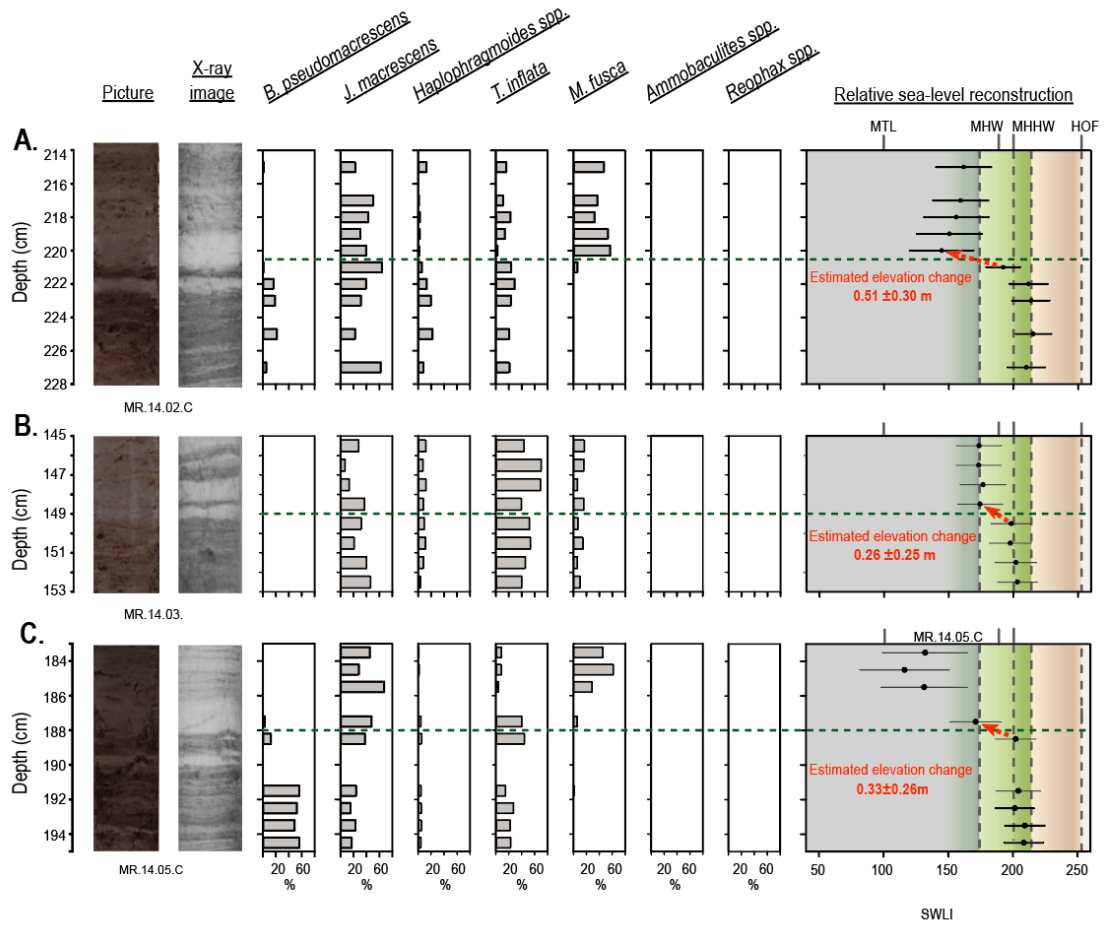 Picture
X-ray
image
B. pseudomacrescens
J. macrescens
Haplophragmoides spp.
T. inflata
M. fusca
Ammobaculites spp.
Reophax spp.
Relative sea-level reconstruction
MTL MHW MHHW HOF
A.
Depth (cm)
214
216
218
220
222
224
226
228
Estimated elevation change
0.51 ±0.30 m
MR.14.02.C
B.
Depth (cm)
145
147
149
151
153
Estimated elevation change
0.26 ±0.25 m
MR.14.03.
C.
MR.14.05.C
Depth (cm)
184
186
188
190
192
194
Estimated elevation change
0.33±0.26m
MR.14.05.C
20 60 20 60 20 60 20 60 20 60 20 60 20 60 50 100 150 200 250
% % % % % % %
SWLI